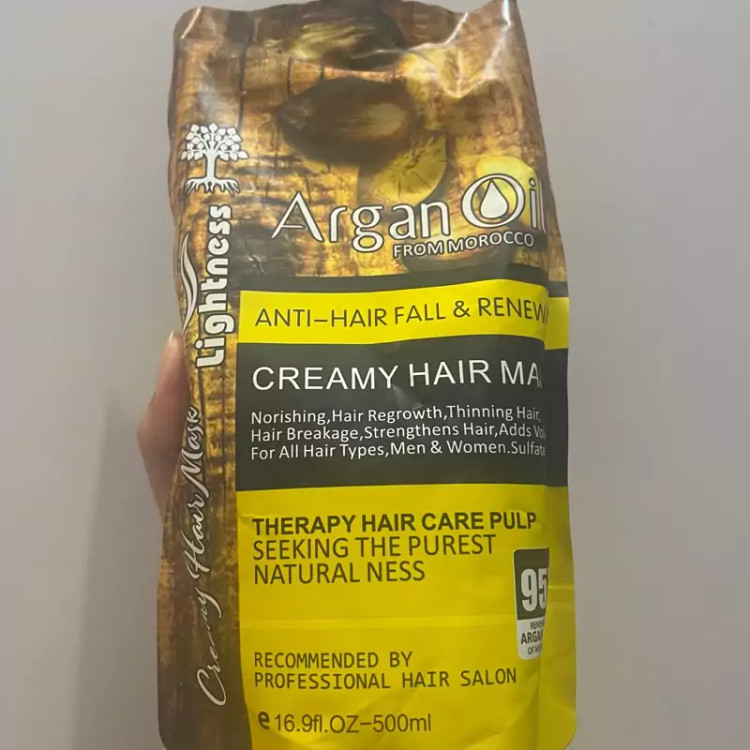 Argan Oil
FROM MOROCCO
Lightness
Creamy Hair Mask
ANTI-HAIR FALL & RENEW
CREAMY HAIR MA
Norishing,Hair Regrowth,Thinning Hair,
Hair Breakage,Strengthens Hair,Adds Vol
For All Hair Types,Men & Women.Sulfate
THERAPY HAIR CARE PULP
SEEKING THE PUREST
NATURAL NESS
95
ARGA
RECOMMENDED BY
PROFESSIONAL HAIR SALON
e 16.9fl.OZ-500ml